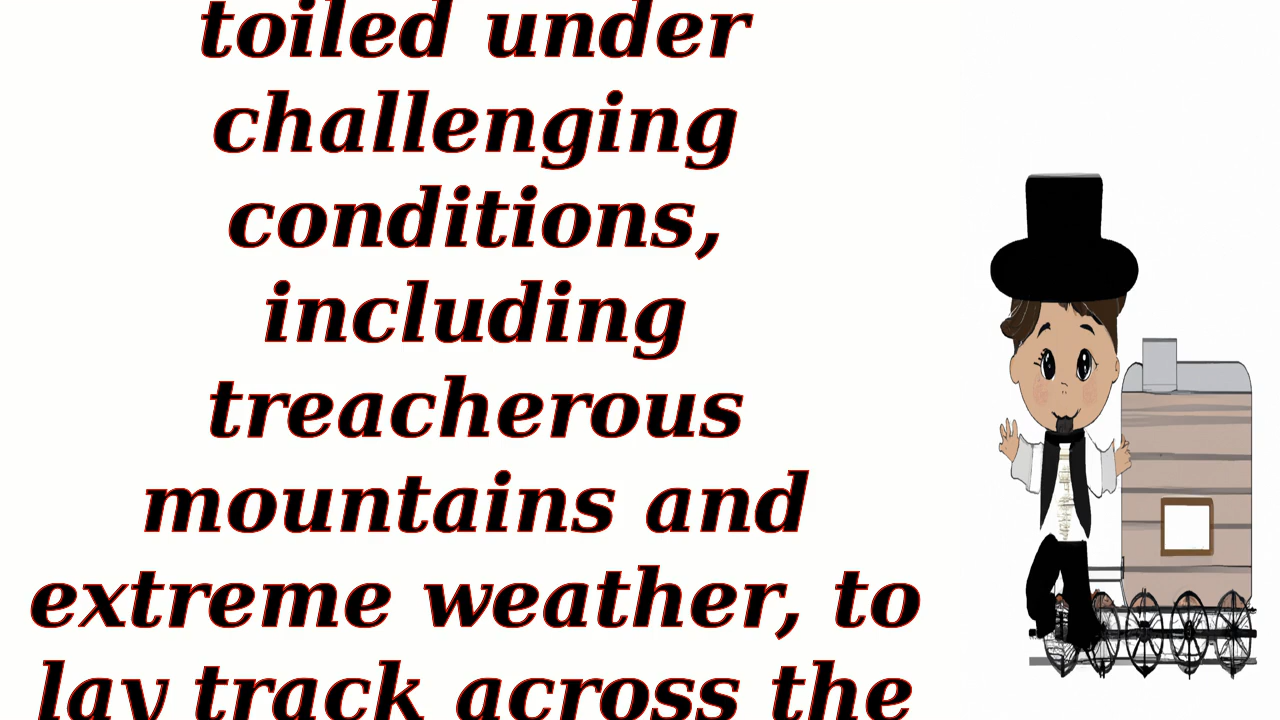 toiled under
challenging
conditions,
including
treacherous
mountains and
extreme weather, to
lay track across the